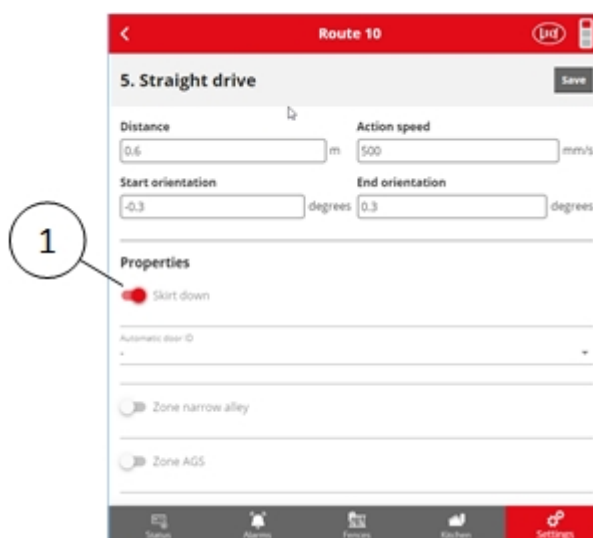 Route 10
5. Straight drive
Save
Distance
Action speed
0.6 m
500 mm/s
Start orientation
End orientation
-0.3 degrees
0.3 degrees
1
Properties
Skirt down
Automatic door ID
-
Zone narrow alley
Zone AGS
Status
Alarms
Fences
Kitchen
Settings